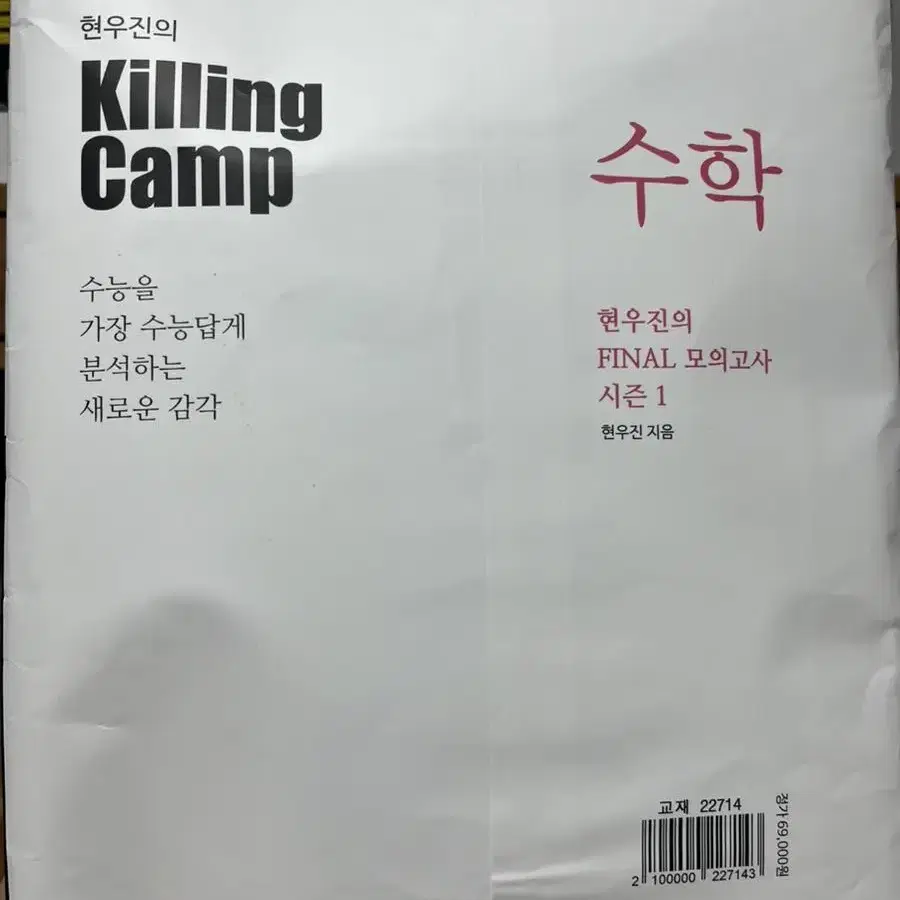 현우진의
Killing
Camp
수능을
가장 수능답게
분석하는
새로운 감각
수학
현우진의
FINAL 모의고사
시즌 1
현우진 지음
교재 22714
2 100000 227143
정가 69,000원